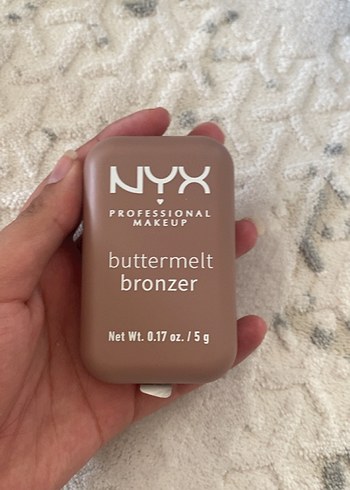 NYX
PROFESSIONAL
MAKEUP
buttermelt
bronzer
Net Wt. 0.17 oz. / 5 g